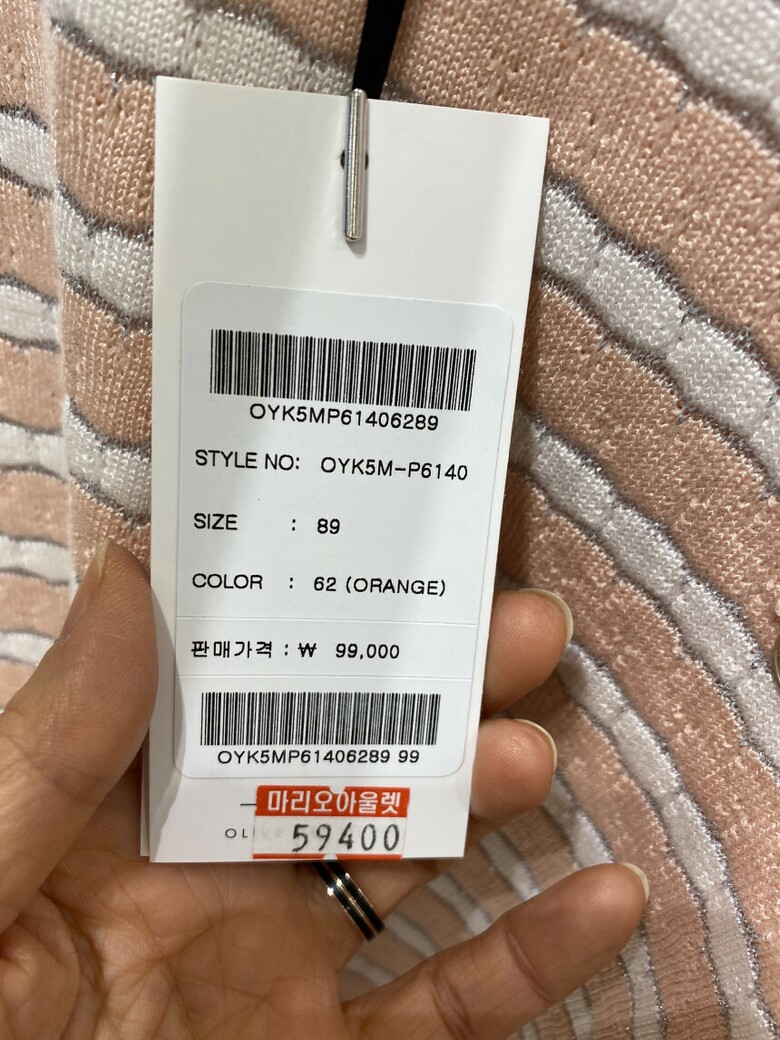 OYK5MP61406289
STYLE NO: OYK5M-P6140
SIZE : 89
COLOR : 62 (ORANGE)
판매가격 : ₩ 99,000
OYK5MP61406289 99
마리오아울렛
59400